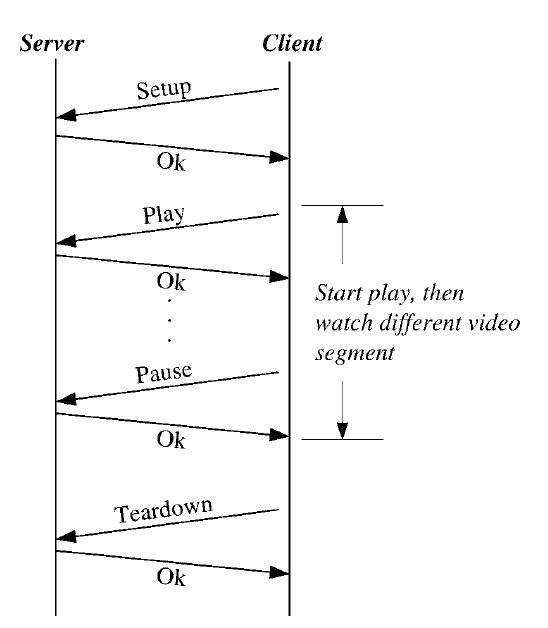 Server Client
Setup
Ok
Play
Ok
Start play, then
watch different video
segment
Pause
Ok
Teardown
Ok